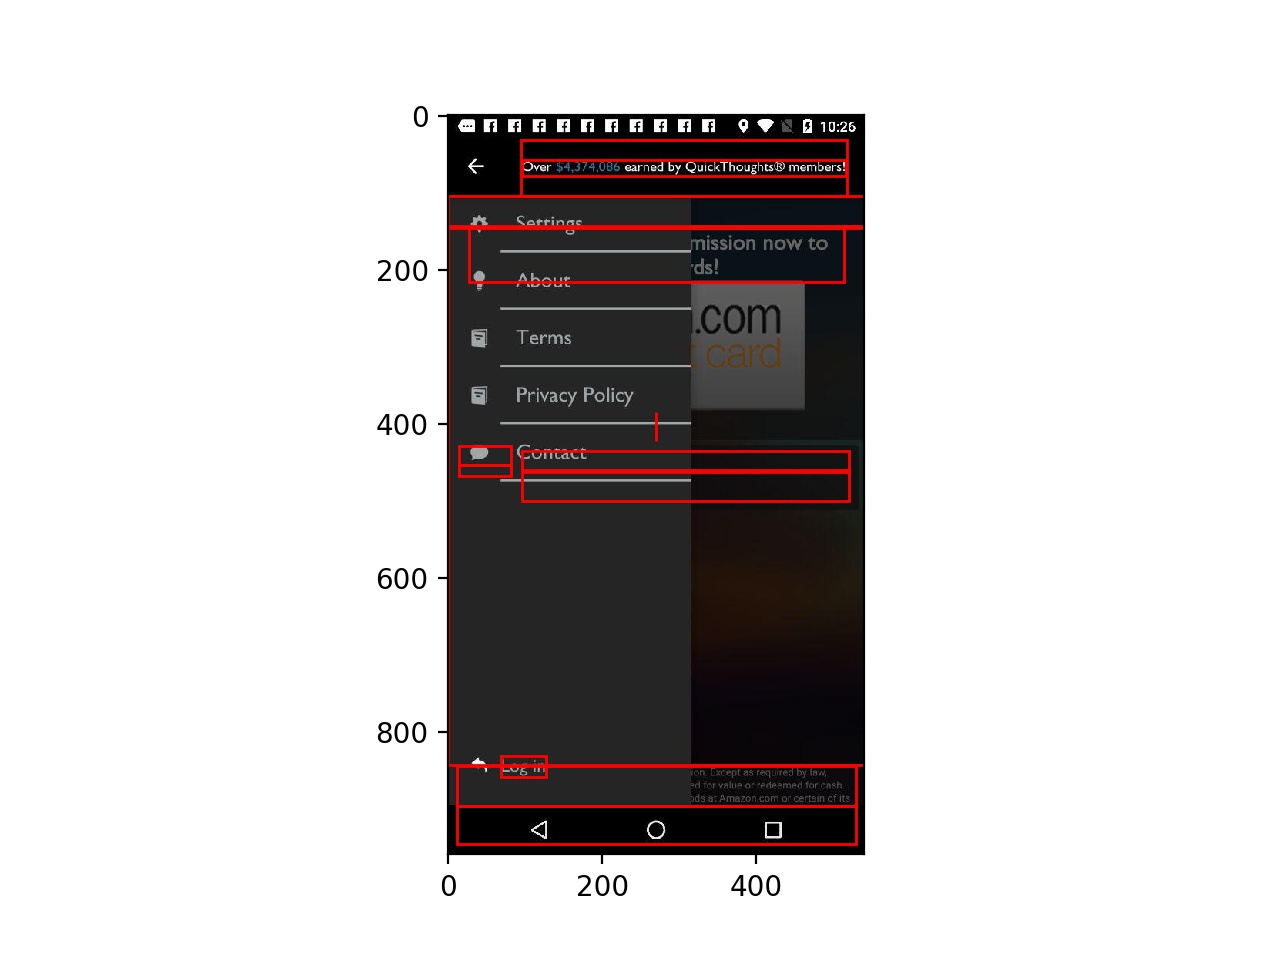 0
200
400
600
800
0
200
400
10:26
Over $4,374,086 earned by QuickThoughts® members!
Settings
mission now to
rds!
About
.com
card
Terms
Privacy Policy
Contact
Log in
ion. Except as required by law,
ed for value or redeemed for cash.
ods at Amazon.com or certain of its